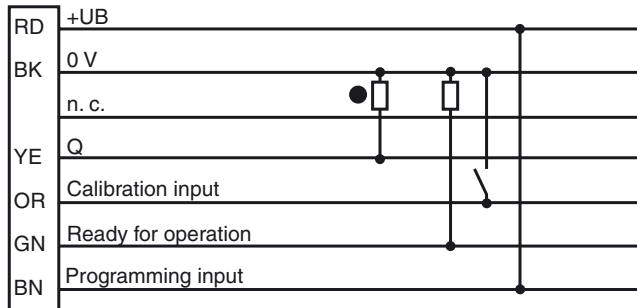 RD +UB
BK 0 V
n. c.
YE Q
OR Calibration input
GN Ready for operation
BN Programming input